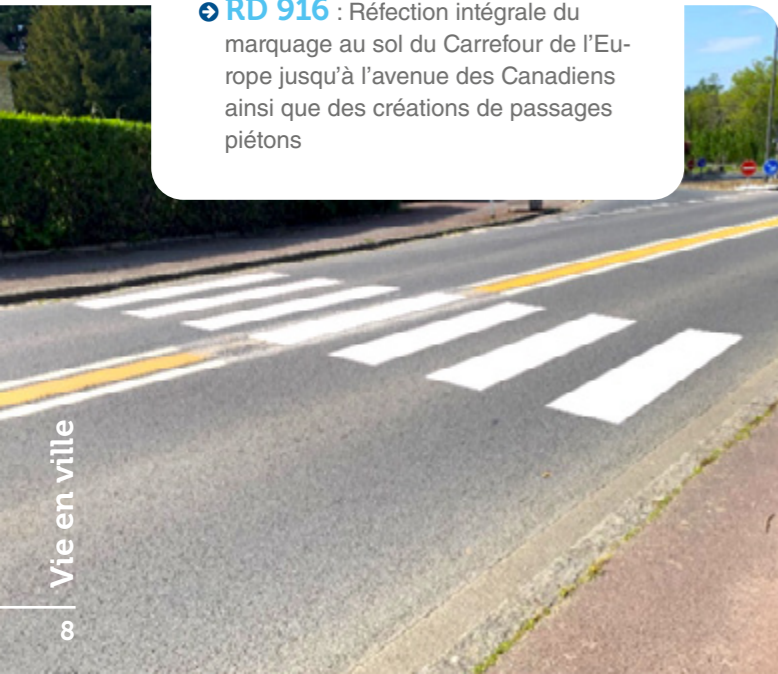 RD 916 : Réfection intégrale du
marquage au sol du Carrefour de l'Eu-
rope jusqu'à l'avenue des Canadiens
ainsi que des créations de passages
piétons
Vie en ville
8